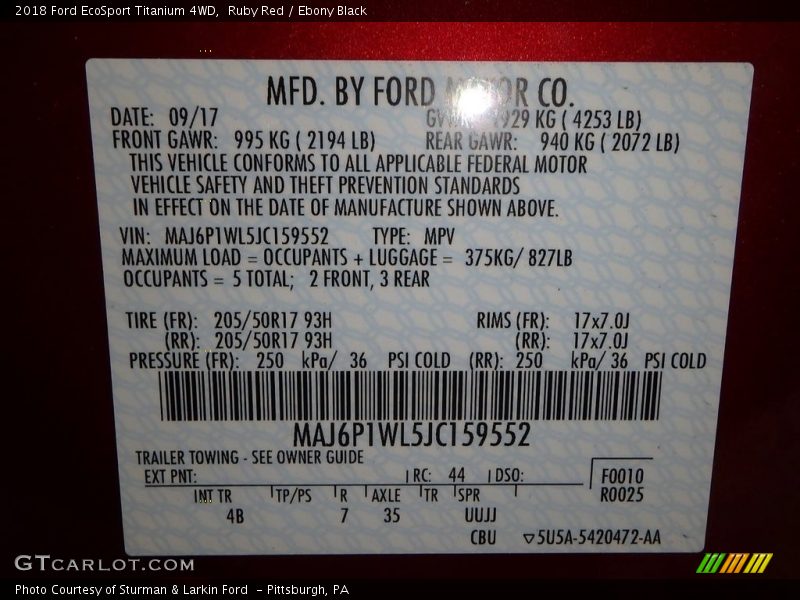 2018 Ford EcoSport Titanium 4WD, Ruby Red / Ebony Black
MFD. BY FORD MOTOR CO.
DATE: 09/17 GVWR: 1929 KG ( 4253 LB)
FRONT GAWR: 995 KG ( 2194 LB) REAR GAWR: 940 KG ( 2072 LB)
THIS VEHICLE CONFORMS TO ALL APPLICABLE FEDERAL MOTOR
VEHICLE SAFETY AND THEFT PREVENTION STANDARDS
IN EFFECT ON THE DATE OF MANUFACTURE SHOWN ABOVE.
VIN: MAJ6P1WL5JC159552 TYPE: MPV
MAXIMUM LOAD = OCCUPANTS + LUGGAGE = 375KG/ 827LB
OCCUPANTS = 5 TOTAL; 2 FRONT, 3 REAR
TIRE (FR): 205/50R17 93H RIMS (FR): 17x7.0J
(RR): 205/50R17 93H (RR): 17x7.0J
PRESSURE (FR): 250 kPa/ 36 PSI COLD (RR): 250 kPa/ 36 PSI COLD
MAJ6P1WL5JC159552
TRAILER TOWING - SEE OWNER GUIDE
EXT PNT: RC: 44 DSO: F0010
R0025
INT TR TP/PS R AXLE TR SPR
4B 7 35 UUJJ
CBU ▽5U5A-5420472-AA
GTCARLOT.COM
Photo Courtesy of Sturman & Larkin Ford - Pittsburgh, PA